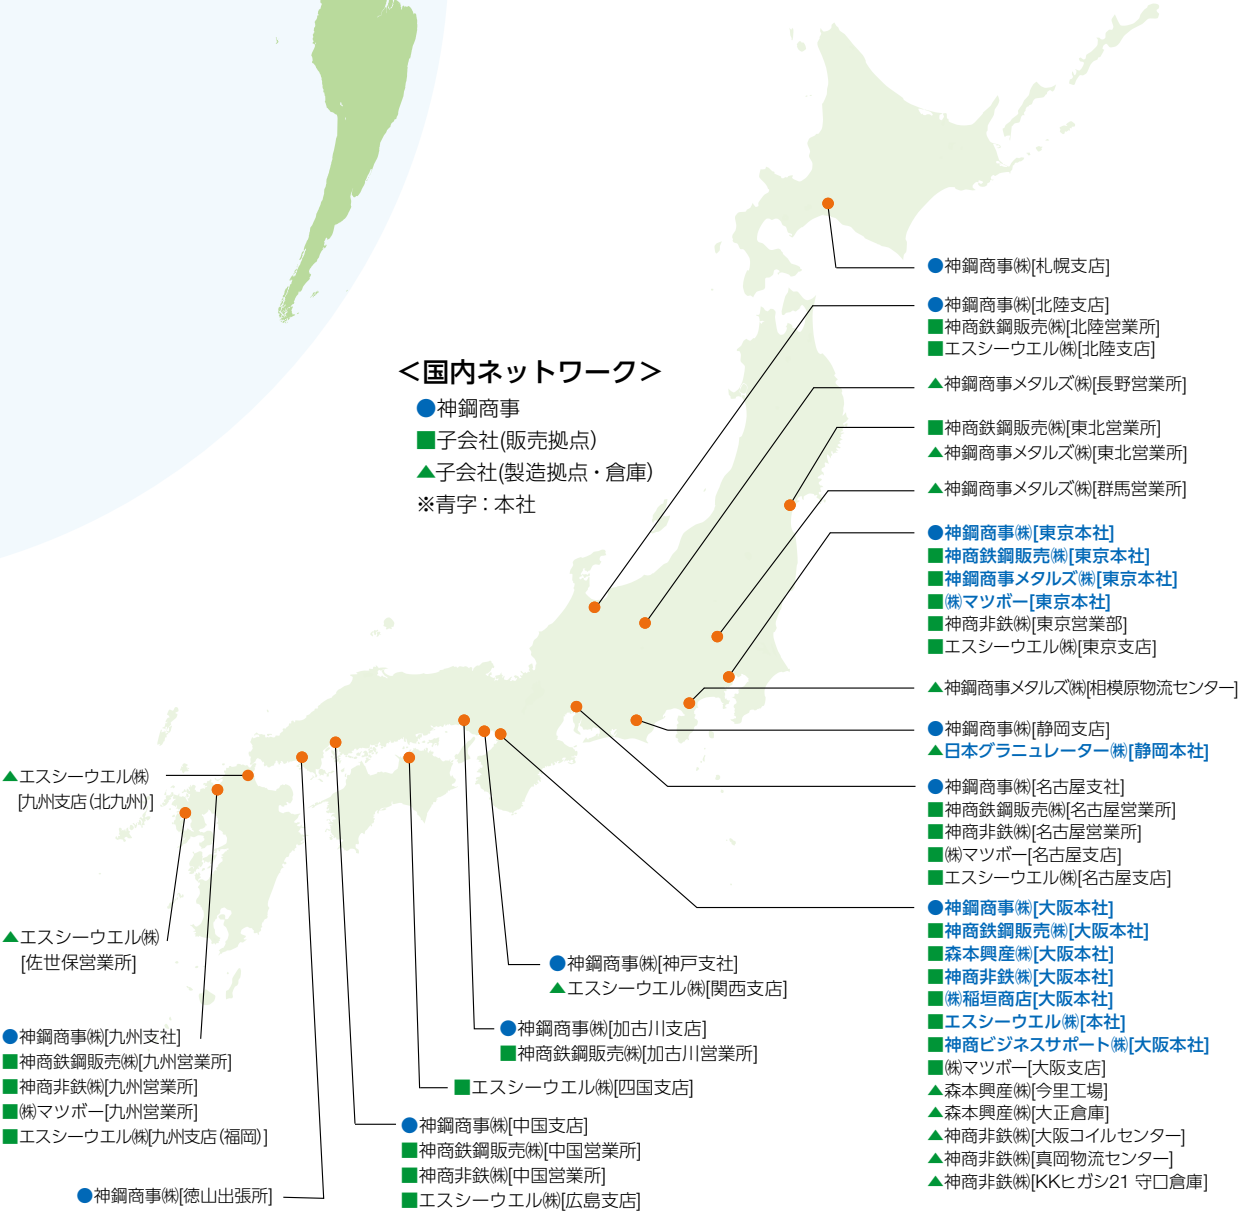 ＜国内ネットワーク＞
●神鋼商事
■子会社(販売拠点)
▲子会社(製造拠点・倉庫)
※青字：本社
●神鋼商事㈱[札幌支店]
●神鋼商事㈱[北陸支店]
■神商鉄鋼販売㈱[北陸営業所]
■エスシーウエル㈱[北陸支店]
▲神鋼商事メタルズ㈱[長野営業所]
■神商鉄鋼販売㈱[東北営業所]
▲神鋼商事メタルズ㈱[東北営業所]
▲神鋼商事メタルズ㈱[群馬営業所]
●神鋼商事㈱[東京本社]
■神商鉄鋼販売㈱[東京本社]
■神鋼商事メタルズ㈱[東京本社]
■㈱マツボー[東京本社]
■神商非鉄㈱[東京営業部]
■エスシーウエル㈱[東京支店]
▲神鋼商事メタルズ㈱[相模原物流センター]
●神鋼商事㈱[静岡支店]
▲日本グラニュレーター㈱[静岡本社]
●神鋼商事㈱[名古屋支社]
■神商鉄鋼販売㈱[名古屋営業所]
■神商非鉄㈱[名古屋営業所]
■㈱マツボー[名古屋支店]
■エスシーウエル㈱[名古屋支店]
●神鋼商事㈱[大阪本社]
■神商鉄鋼販売㈱[大阪本社]
■森本興産㈱[大阪本社]
■神商非鉄㈱[大阪本社]
■㈱稲垣商店[大阪本社]
■エスシーウエル㈱[本社]
■神商ビジネスサポート㈱[大阪本社]
■㈱マツボー[大阪支店]
▲森本興産㈱[今里工場]
▲森本興産㈱[大正倉庫]
▲神商非鉄㈱[大阪コイルセンター]
▲神商非鉄㈱[真岡物流センター]
▲神商非鉄㈱[KKヒガシ21 守口倉庫]
●神鋼商事㈱[神戸支社]
▲エスシーウエル㈱[関西支店]
●神鋼商事㈱[加古川支店]
■神商鉄鋼販売㈱[加古川営業所]
■エスシーウエル㈱[四国支店]
●神鋼商事㈱[中国支店]
■神商鉄鋼販売㈱[中国営業所]
■神商非鉄㈱[中国営業所]
■エスシーウエル㈱[広島支店]
●神鋼商事㈱[徳山出張所]
▲エスシーウエル㈱
[九州支店(北九州)]
▲エスシーウエル㈱
[佐世保営業所]
●神鋼商事㈱[九州支社]
■神商鉄鋼販売㈱[九州営業所]
■神商非鉄㈱[九州営業所]
■㈱マツボー[九州営業所]
■エスシーウエル㈱[九州支店(福岡)]